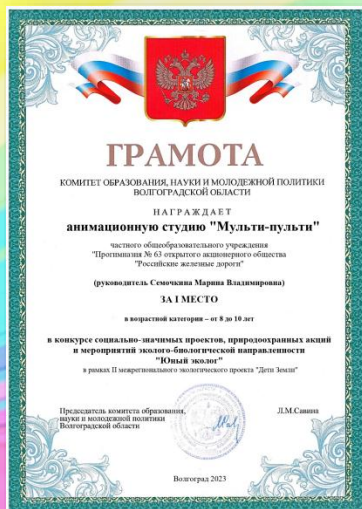 ГРАМОТА
КОМИТЕТ ОБРАЗОВАНИЯ, НАУКИ И МОЛОДЕЖНОЙ ПОЛИТИКИ
ВОЛГОГРАДСКОЙ ОБЛАСТИ
НАГРАЖДАЕТ
анимационную студию "Мульти-пульти"
частного общеобразовательного учреждения
"Прогимназия № 63 открытого акционерного общества
"Российские железные дороги"
(руководитель Семочкина Марина Владимировна)
ЗА I МЕСТО
в возрастной категории – от 8 до 10 лет
в конкурсе социально-значимых проектов, природоохранных акций
и мероприятий эколого-биологической направленности
"Юный эколог"
в рамках II межрегионального экологического проекта "Дети Земли"
Председатель комитета образования,
науки и молодежной политики
Волгоградской области
Л.М.Савина
Волгоград 2023